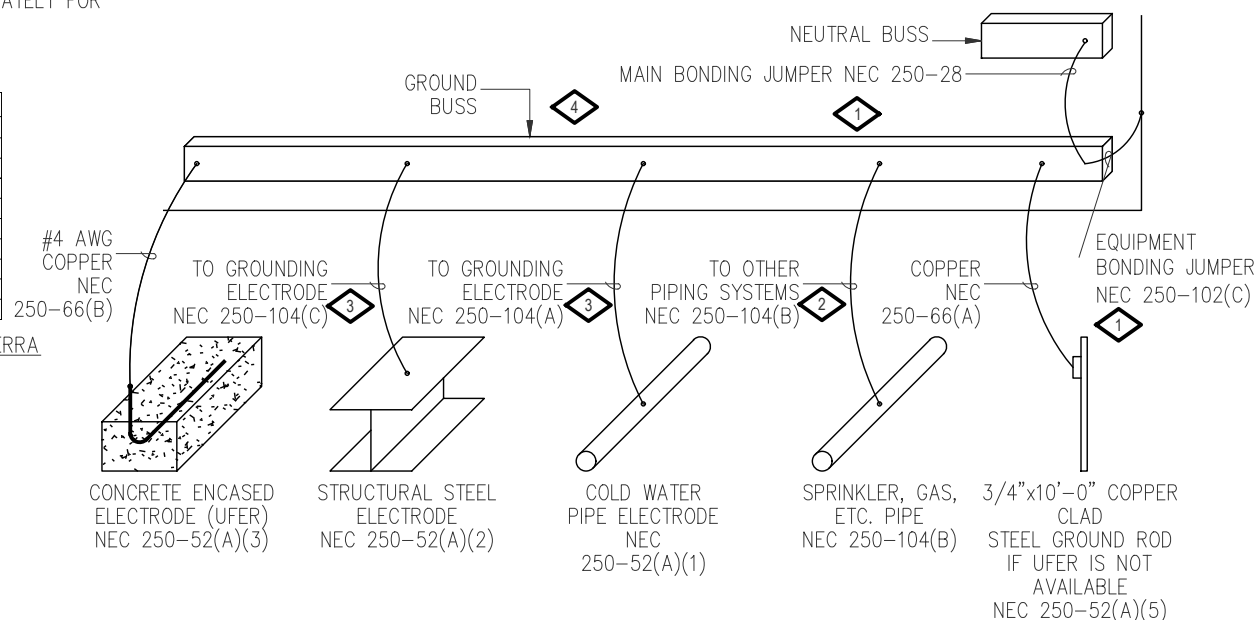 ATELY FOR
NEUTRAL BUSS
MAIN BONDING JUMPER NEC 250-28
GROUND
BUSS
4
1
#4 AWG
COPPER
NEC
250-66(B)
TO GROUNDING
ELECTRODE
NEC 250-104(C)
3
TO GROUNDING
ELECTRODE
NEC 250-104(A)
3
TO OTHER
PIPING SYSTEMS
NEC 250-104(B)
2
COPPER
NEC
250-66(A)
EQUIPMENT
BONDING JUMPER
NEC 250-102(C)
1
ERRA
CONCRETE ENCASED
ELECTRODE (UFER)
NEC 250-52(A)(3)
STRUCTURAL STEEL
ELECTRODE
NEC 250-52(A)(2)
COLD WATER
PIPE ELECTRODE
NEC
250-52(A)(1)
SPRINKLER, GAS,
ETC. PIPE
NEC 250-104(B)
3/4"x10'-0" COPPER
CLAD
STEEL GROUND ROD
IF UFER IS NOT
AVAILABLE
NEC 250-52(A)(5)